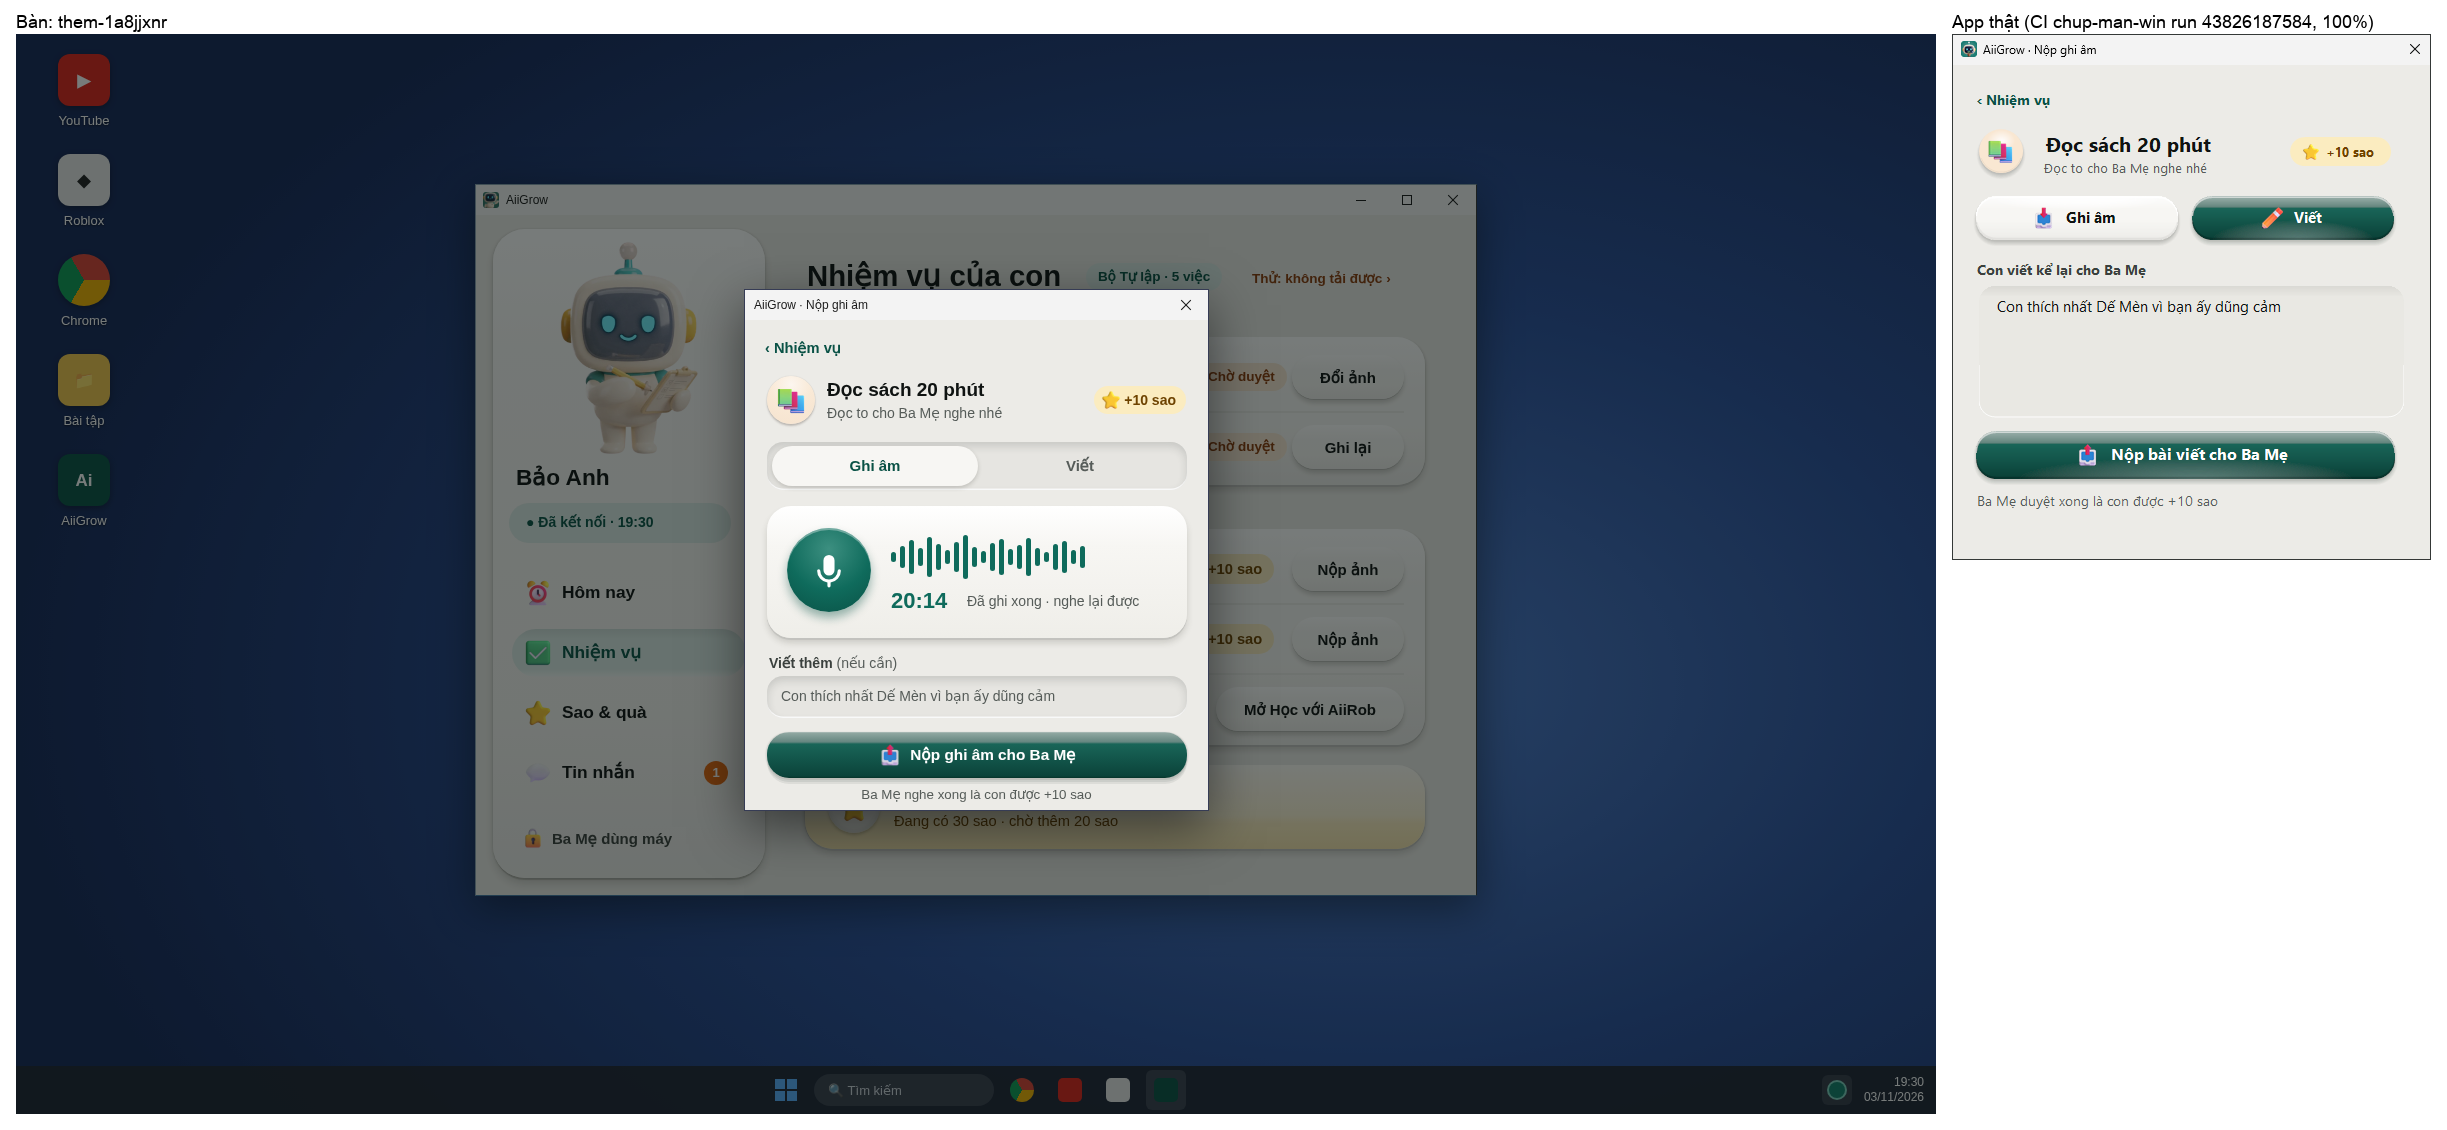 Bàn: them-1a8jjxnr
App thật (CI chup-man-win run 43826187584, 100%)
YouTube
Roblox
Chrome
Bài tập
Ai
AiiGrow
AiiGrow
Bảo Anh
● Đã kết nối · 19:30
Hôm nay
Nhiệm vụ
Sao & quà
Tin nhắn
1
Ba Mẹ dùng máy
Nhiệm vụ của con
Bộ Tự lập · 5 việc
Thử: không tải được ›
Chờ duyệt
Đổi ảnh
Chờ duyệt
Ghi lại
+10 sao
Nộp ảnh
+10 sao
Nộp ảnh
Mở Học với AiiRob
Đang có 30 sao · chờ thêm 20 sao
AiiGrow · Nộp ghi âm
‹ Nhiệm vụ
Đọc sách 20 phút
Đọc to cho Ba Mẹ nghe nhé
+10 sao
Ghi âm
Viết
20:14
Đã ghi xong · nghe lại được
Viết thêm (nếu cần)
Con thích nhất Dế Mèn vì bạn ấy dũng cảm
Nộp ghi âm cho Ba Mẹ
Ba Mẹ nghe xong là con được +10 sao
Tìm kiếm
19:30
03/11/2026
AiiGrow · Nộp ghi âm
‹ Nhiệm vụ
Đọc sách 20 phút
Đọc to cho Ba Mẹ nghe nhé
+10 sao
Ghi âm
Viết
Con viết kể lại cho Ba Mẹ
Con thích nhất Dế Mèn vì bạn ấy dũng cảm
Nộp bài viết cho Ba Mẹ
Ba Mẹ duyệt xong là con được +10 sao